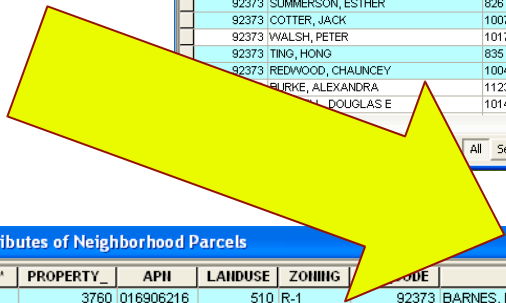 92373 SUMMERSON, ESTHER 826
92373 COTTER, JACK 1007
92373 WALSH, PETER 1017
92373 TING, HONG 835
92373 REDWOOD, CHAUNCEY 1004
BURKE, ALEXANDRA 1123
DOUGLAS E 1014
All Se
ibutes of Neighborhood Parcels
PROPERTY_ APN LANDUSE ZONING ODE
3760 016906216 510 R-1 92373 BARNES,